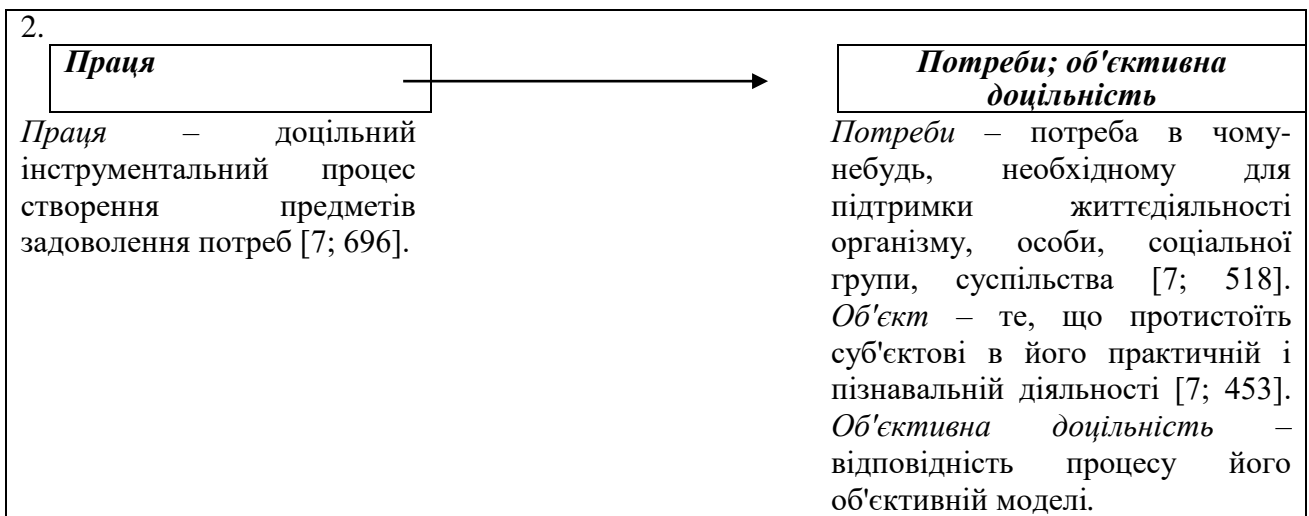 2.
Праця
Потреби; об'єктивна
доцільність
Праця – доцільний
інструментальний процес
створення предметів
задоволення потреб [7; 696].
Потреби – потреба в чому-
небудь, необхідному для
підтримки життєдіяльності
організму, особи, соціальної
групи, суспільства [7; 518].
Об'єкт – те, що протистоїть
суб'єктові в його практичній і
пізнавальній діяльності [7; 453].
Об'єктивна доцільність –
відповідність процесу його
об'єктивній моделі.